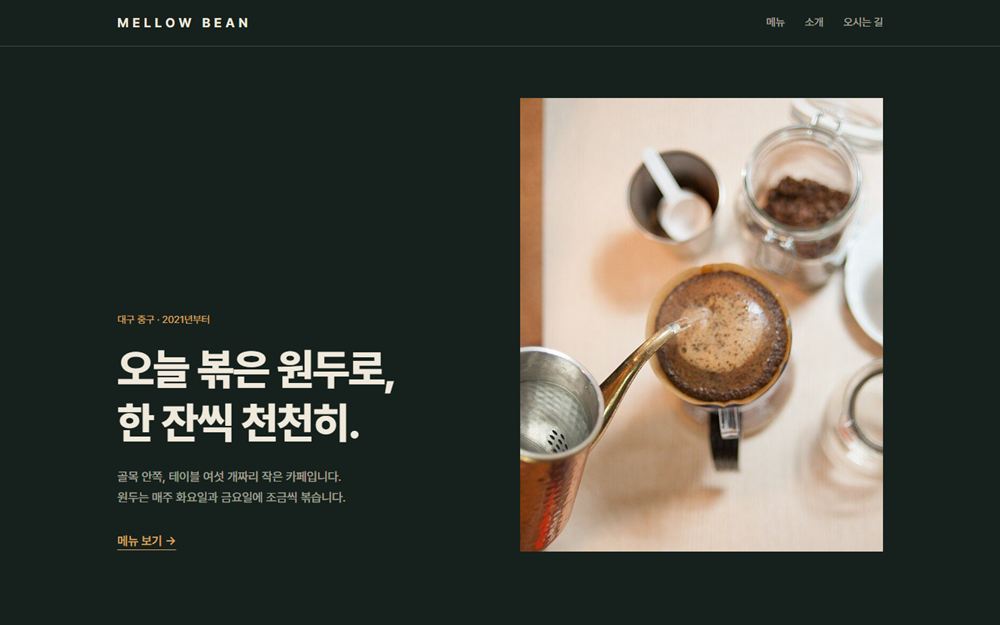 MELLOW BEAN
메뉴 소개 오시는 길
대구 중구 · 2021년부터
오늘 볶은 원두로,
한 잔씩 천천히.
골목 안쪽, 테이블 여섯 개짜리 작은 카페입니다.
원두는 매주 화요일과 금요일에 조금씩 볶습니다.
메뉴 보기 →